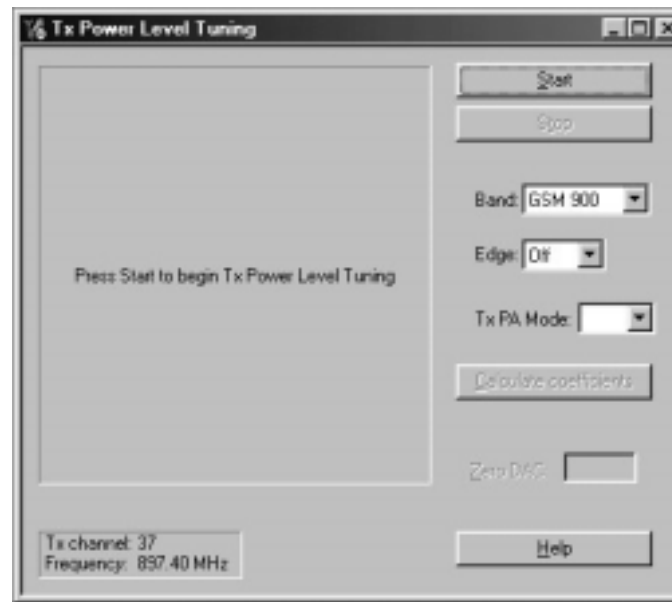 Tx Power Level Tuning
Start
Stop
Band: GSM 900
Edge: Off
Press Start to begin Tx Power Level Tuning
Tx PA Mode:
Calculate coefficients
Zero DAC:
Tx channel: 37
Frequency: 897.40 MHz
Help